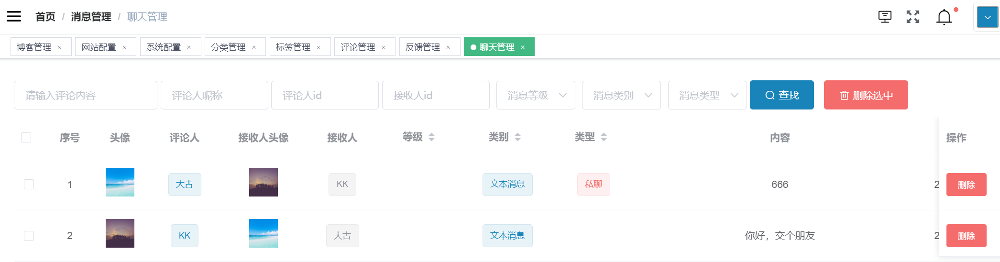 首页 / 消息管理 / 聊天管理
博客管理 × 网站配置 × 系统配置 × 分类管理 × 标签管理 × 评论管理 × 反馈管理 × 聊天管理 ×
请输入评论内容 评论人昵称 评论人id 接收人id 消息等级 消息类别 消息类型 查找 删除选中
序号 头像 评论人 接收人头像 接收人 等级 类别 类型 内容 操作
1 大古 KK 文本消息 私聊 666 2 删除
2 KK 大古 文本消息 你好，交个朋友 2 删除